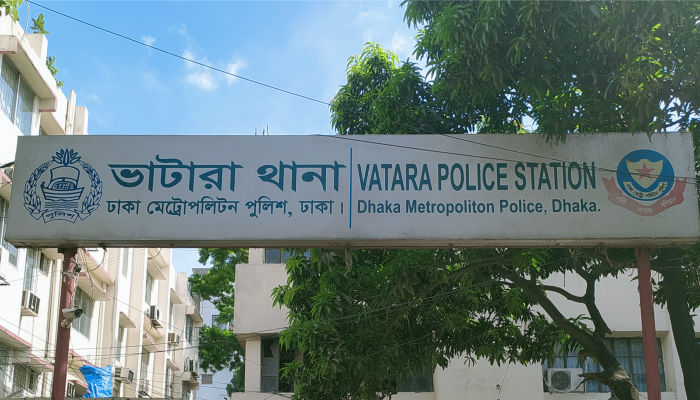 ভাটারা থানা
ঢাকা মেট্রোপলিটন পুলিশ, ঢাকা।
VATARA POLICE STATION
Dhaka Metropoliton Police, Dhaka.
পুলিশ